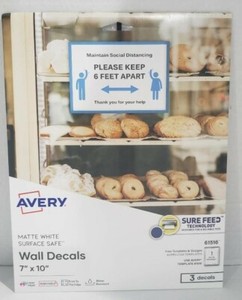 Maintain Social Distancing
PLEASE KEEP
6 FEET APART
Thank you for your help
AVERY
SURE FEED
TECHNOLOGY
MATTE WHITE
SURFACE SAFE
Wall Decals
7" x 10"
61516
3 decals